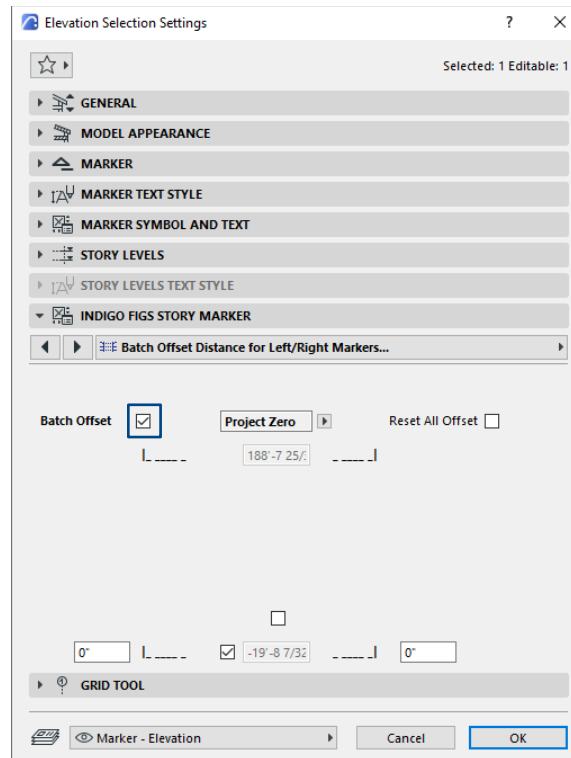 Elevation Selection Settings
Selected: 1 Editable: 1
GENERAL
MODEL APPEARANCE
MARKER
MARKER TEXT STYLE
MARKER SYMBOL AND TEXT
STORY LEVELS
STORY LEVELS TEXT STYLE
INDIGO FIGS STORY MARKER
Batch Offset Distance for Left/Right Markers...
Batch Offset Project Zero Reset All Offset
188'-7 25/
0" -19'-8 7/32 0"
GRID TOOL
Marker - Elevation Cancel OK